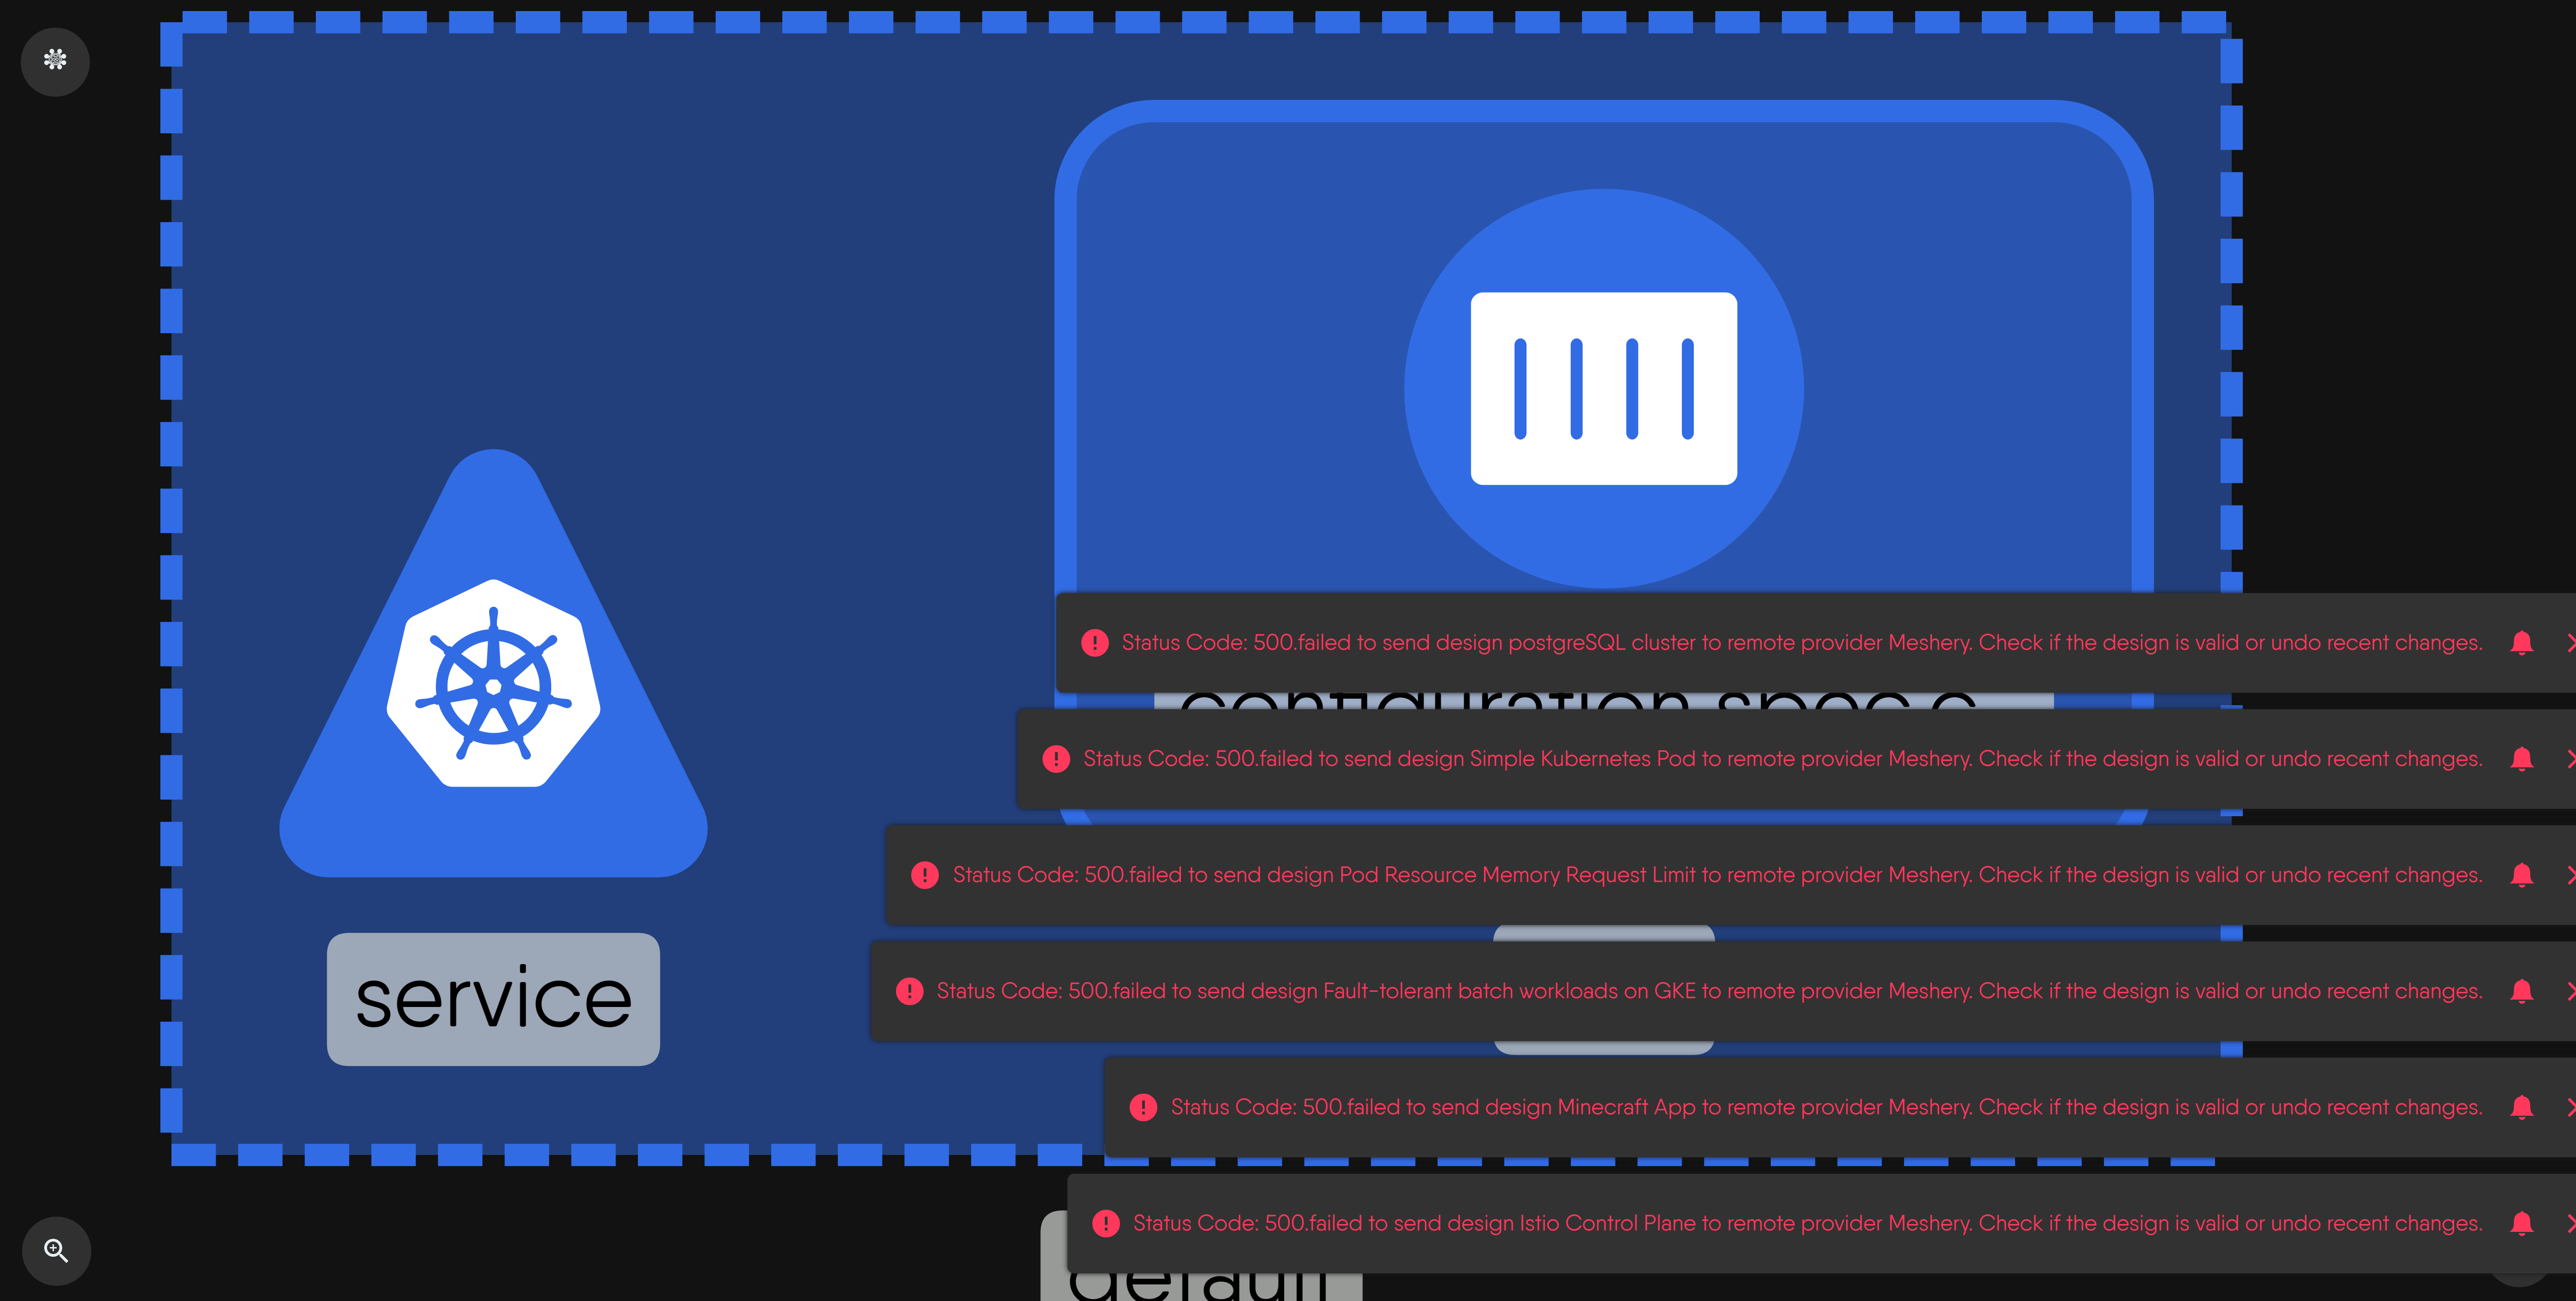 Status Code: 500.failed to send design postgreSQL cluster to remote provider Meshery. Check if the design is valid or undo recent changes.
configuration spec c
Status Code: 500.failed to send design Simple Kubernetes Pod to remote provider Meshery. Check if the design is valid or undo recent changes.
Status Code: 500.failed to send design Pod Resource Memory Request Limit to remote provider Meshery. Check if the design is valid or undo recent changes.
Status Code: 500.failed to send design Fault-tolerant batch workloads on GKE to remote provider Meshery. Check if the design is valid or undo recent changes.
service
Status Code: 500.failed to send design Minecraft App to remote provider Meshery. Check if the design is valid or undo recent changes.
Status Code: 500.failed to send design Istio Control Plane to remote provider Meshery. Check if the design is valid or undo recent changes.
default